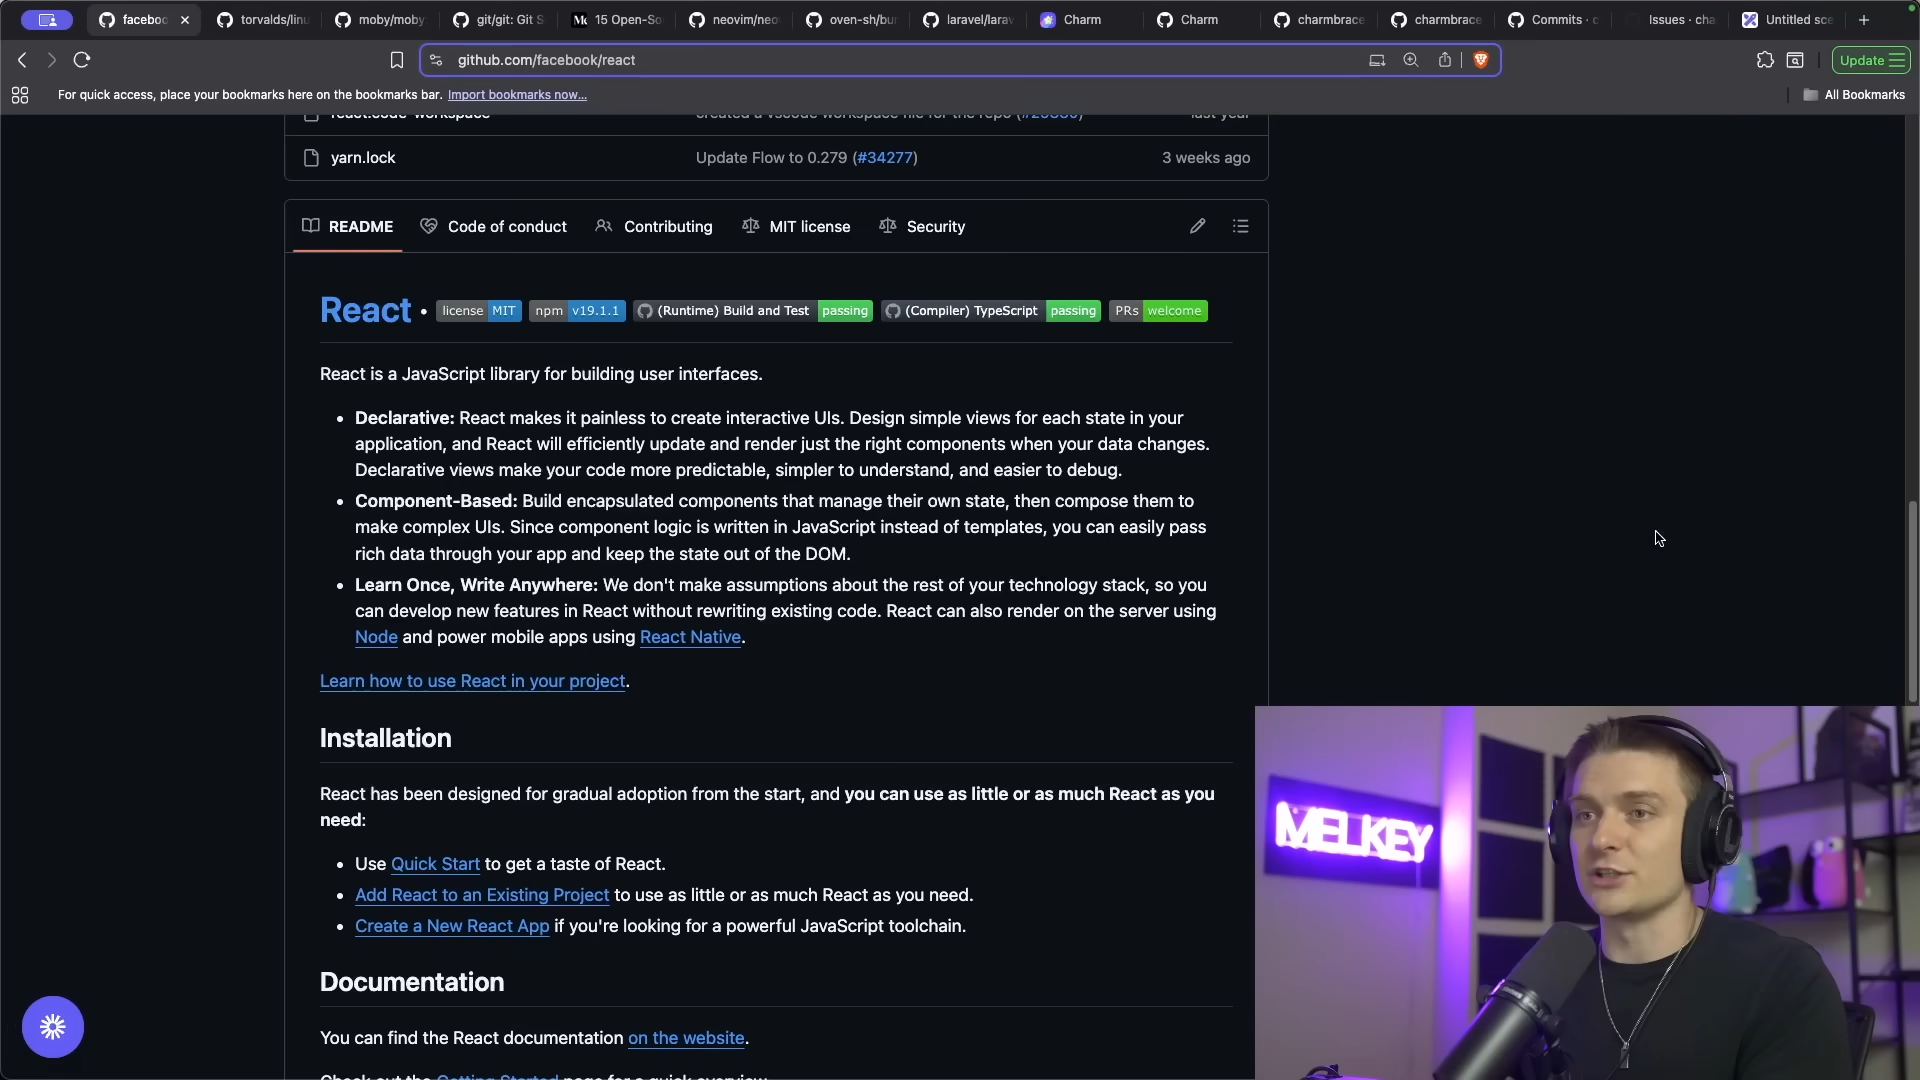 faceboo
torvalds/linu
moby/moby
git/git: Git S
15 Open-So
neovim/neo
oven-sh/bun
laravel/larav
Charm
Charm
charmbrace
charmbrace
Commits · c
Issues · cha
Untitled sce
github.com/facebook/react
Update
For quick access, place your bookmarks here on the bookmarks bar. Import bookmarks now...
All Bookmarks
yarn.lock Update Flow to 0.279 (#34277) 3 weeks ago
README Code of conduct Contributing MIT license Security
React · license MIT npm v19.1.1 (Runtime) Build and Test passing (Compiler) TypeScript passing PRs welcome
React is a JavaScript library for building user interfaces.
• Declarative: React makes it painless to create interactive UIs. Design simple views for each state in your
application, and React will efficiently update and render just the right components when your data changes.
Declarative views make your code more predictable, simpler to understand, and easier to debug.
• Component-Based: Build encapsulated components that manage their own state, then compose them to
make complex UIs. Since component logic is written in JavaScript instead of templates, you can easily pass
rich data through your app and keep the state out of the DOM.
• Learn Once, Write Anywhere: We don't make assumptions about the rest of your technology stack, so you
can develop new features in React without rewriting existing code. React can also render on the server using
Node and power mobile apps using React Native.
Learn how to use React in your project.
Installation
React has been designed for gradual adoption from the start, and you can use as little or as much React as you
need:
• Use Quick Start to get a taste of React.
• Add React to an Existing Project to use as little or as much React as you need.
• Create a New React App if you're looking for a powerful JavaScript toolchain.
Documentation
You can find the React documentation on the website.
MELKEY